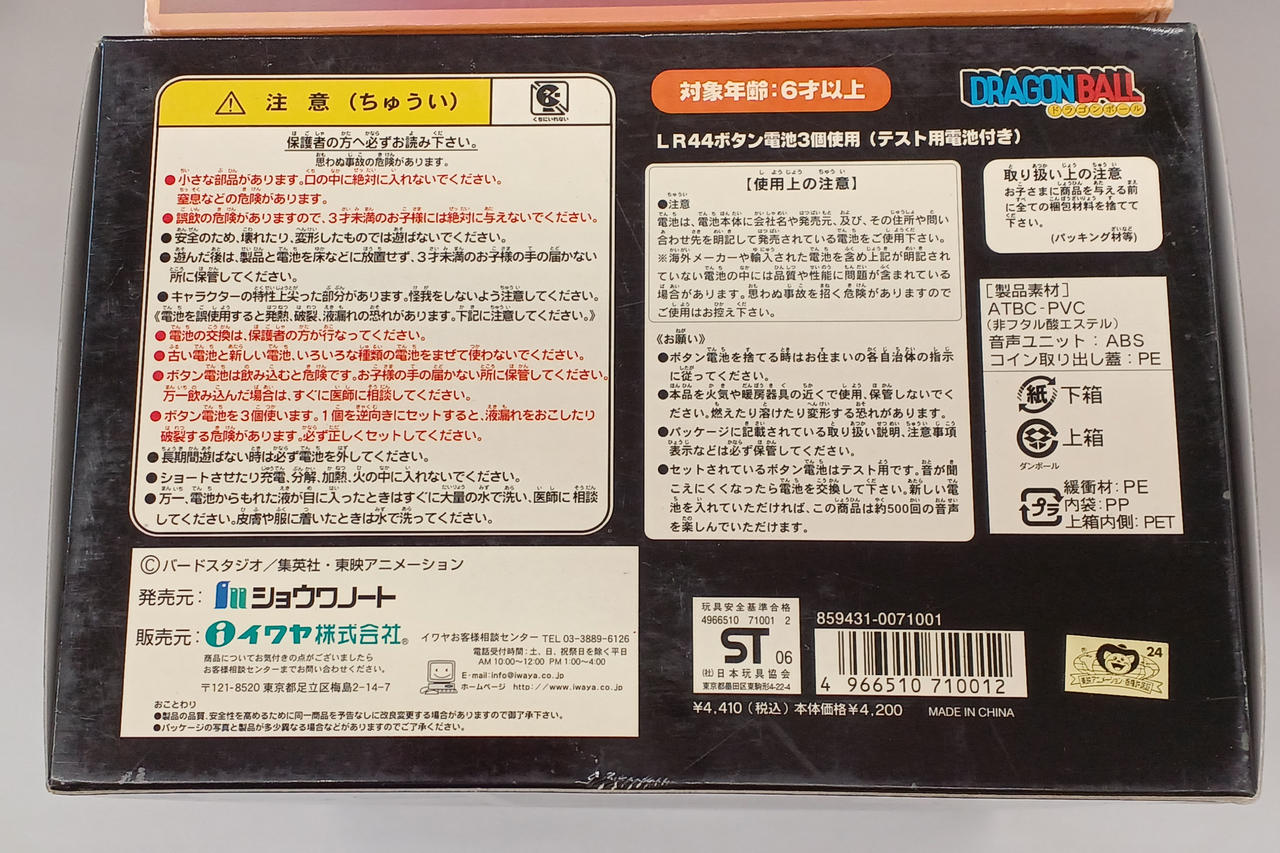 注意（ちゅうい）
くちにいれない
保護者の方へ必ずお読み下さい。
思わぬ事故の危険があります。
●小さな部品があります。口の中に絶対に入れないでください。
窒息などの危険があります。
●誤飲の危険がありますので、3才未満のお子様には絶対に与えないでください。
●安全のため、壊れたり、変形したものでは遊ばないでください。
●遊んだ後は、製品と電池を床などに放置せず、3才未満のお子様の手の届かない
所に保管してください。
●キャラクターの特性上尖った部分があります。怪我をしないよう注意してください。
《電池を誤使用すると発熱、破裂、液漏れの恐れがあります。下記に注意してください。》
●電池の交換は、保護者の方が行なってください。
●古い電池と新しい電池、いろいろな種類の電池をまぜて使わないでください。
●ボタン電池は飲み込むと危険です。お子様の手の届かない所に保管してください。
万一飲み込んだ場合は、すぐに医師に相談してください。
●ボタン電池を3個使います。1個を逆向きにセットすると、液漏れをおこしたり
破裂する危険があります。必ず正しくセットしてください。
●長期間遊ばない時は必ず電池を外してください。
●ショートさせたり充電、分解、加熱、火の中に入れないでください。
●万一、電池からもれた液が目に入ったときはすぐに大量の水で洗い、医師に相談
してください。皮膚や服に着いたときは水で洗ってください。
©バードスタジオ／集英社・東映アニメーション
発売元：ショウワノート
販売元：イワヤ株式会社®
イワヤお客様相談センター TEL 03-3889-6126
電話受付時間：土、日、祝祭日を除く平日
AM 10:00～12:00 PM 1:00～4:00
商品についてお気付きの点がございましたら
お客様相談センターまでお問い合わせください。
E-mail:info@iwaya.co.jp
ホームページ http://www.iwaya.co.jp
〒121-8520 東京都足立区梅島2-14-7
おことわり
●製品の品質、安全性を高めるために同一商品を予告なしに改良変更する場合がありますので御了承下さい。
●パッケージの写真と製品が多少異なる場合などがありますのでご了承ください。
対象年齢：6才以上
DRAGON BALL
ドラゴンボール
LR44ボタン電池3個使用（テスト用電池付き）
【使用上の注意】
●注意
電池は、電池本体に会社名や発売元、及び、その住所や問い
合わせ先を明記して発売されている電池をご使用下さい。
※海外メーカーや輸入された電池を含め上記が明記され
ていない電池の中には品質や性能に問題が含まれている
場合があります。思わぬ事故を招く危険がありますので
ご使用はお控え下さい。
《お願い》
●ボタン電池を捨てる時はお住まいの各自治体の指示
に従ってください。
●本品を火気や暖房器具の近くで使用、保管しないでく
ださい。燃えたり溶けたり変形する恐れがあります。
●パッケージに記載されている取り扱い説明、注意事項
表示などは必ず保管してください。
●セットされているボタン電池はテスト用です。音が聞
こえにくくなったら電池を交換して下さい。新しい電
池を入れていただければ、この商品は約500回の音声
を楽しんでいただけます。
取り扱い上の注意
お子さまに商品を与える前
に全ての梱包材料を捨てて
下さい。
(パッキング材等)
［製品素材］
ATBC-PVC
(非フタル酸エステル)
音声ユニット：ABS
コイン取り出し蓋：PE
紙 下箱
上箱
ダンボール
プラ
緩衝材：PE
内袋：PP
上箱内側：PET
玩具安全基準合格
4966510 71001 2
ST 06
(社)日本玩具協会
東京都墨田区東駒形4-22-4
859431-0071001
4 966510 710012
¥4,410（税込）本体価格¥4,200 MADE IN CHINA
24